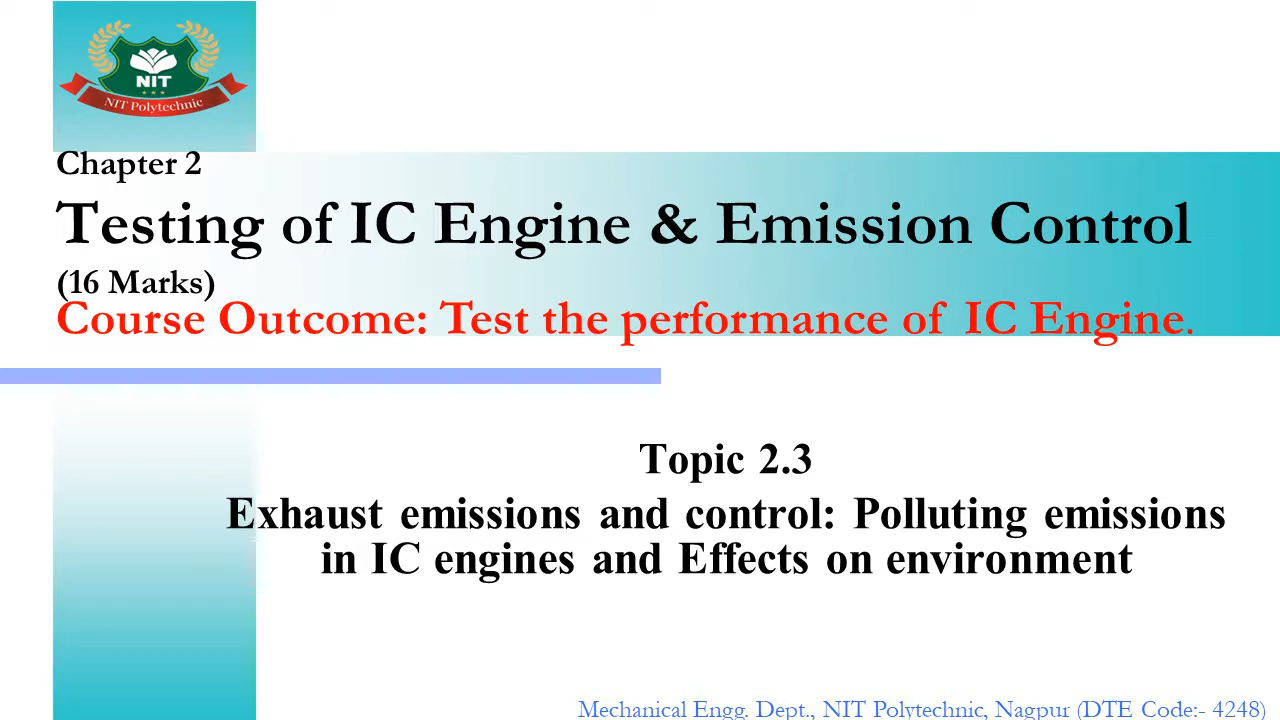 NIT
NIT Polytechnic
Chapter 2
Testing of IC Engine & Emission Control
(16 Marks)
Course Outcome: Test the performance of IC Engine.
Topic 2.3
Exhaust emissions and control: Polluting emissions
in IC engines and Effects on environment
Mechanical Engg. Dept., NIT Polytechnic, Nagpur (DTE Code:- 4248)